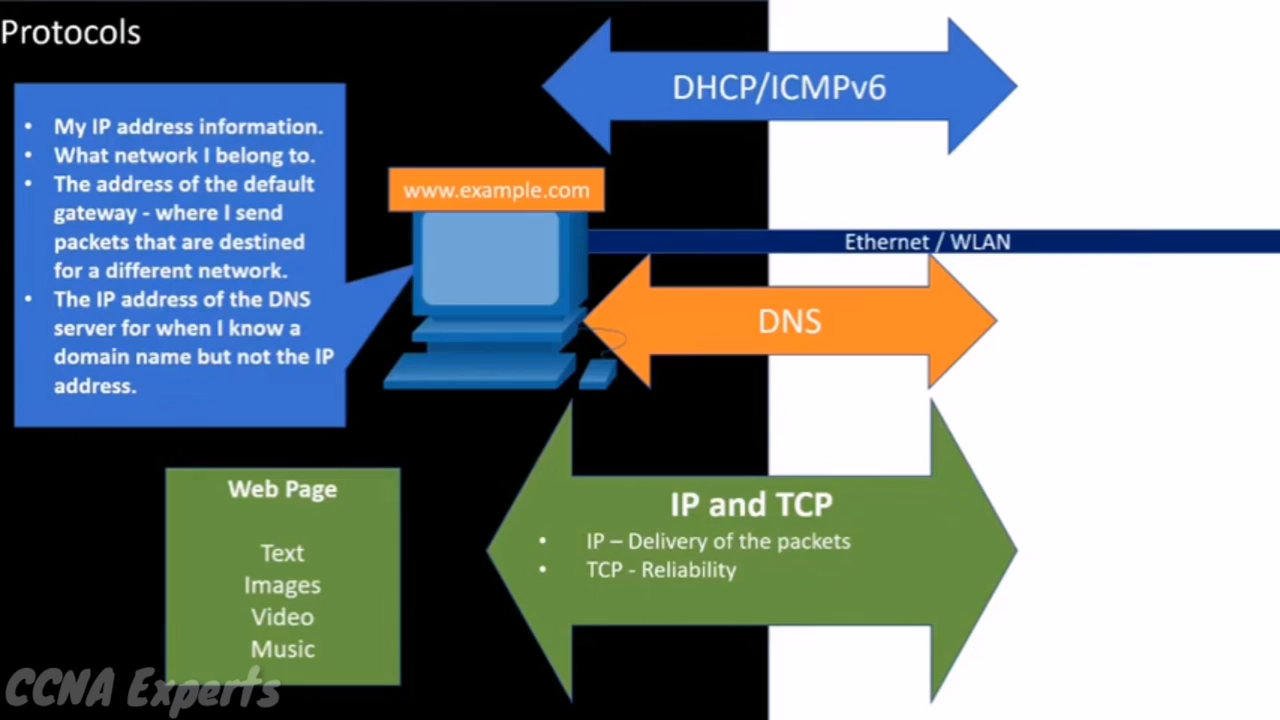 Protocols
DHCP/ICMPv6
• My IP address information.
• What network I belong to.
• The address of the default
gateway - where I send
packets that are destined
for a different network.
• The IP address of the DNS
server for when I know a
domain name but not the IP
address.
www.example.com
Ethernet / WLAN
DNS
Web Page
Text
Images
Video
Music
IP and TCP
• IP – Delivery of the packets
• TCP - Reliability
CCNA Experts